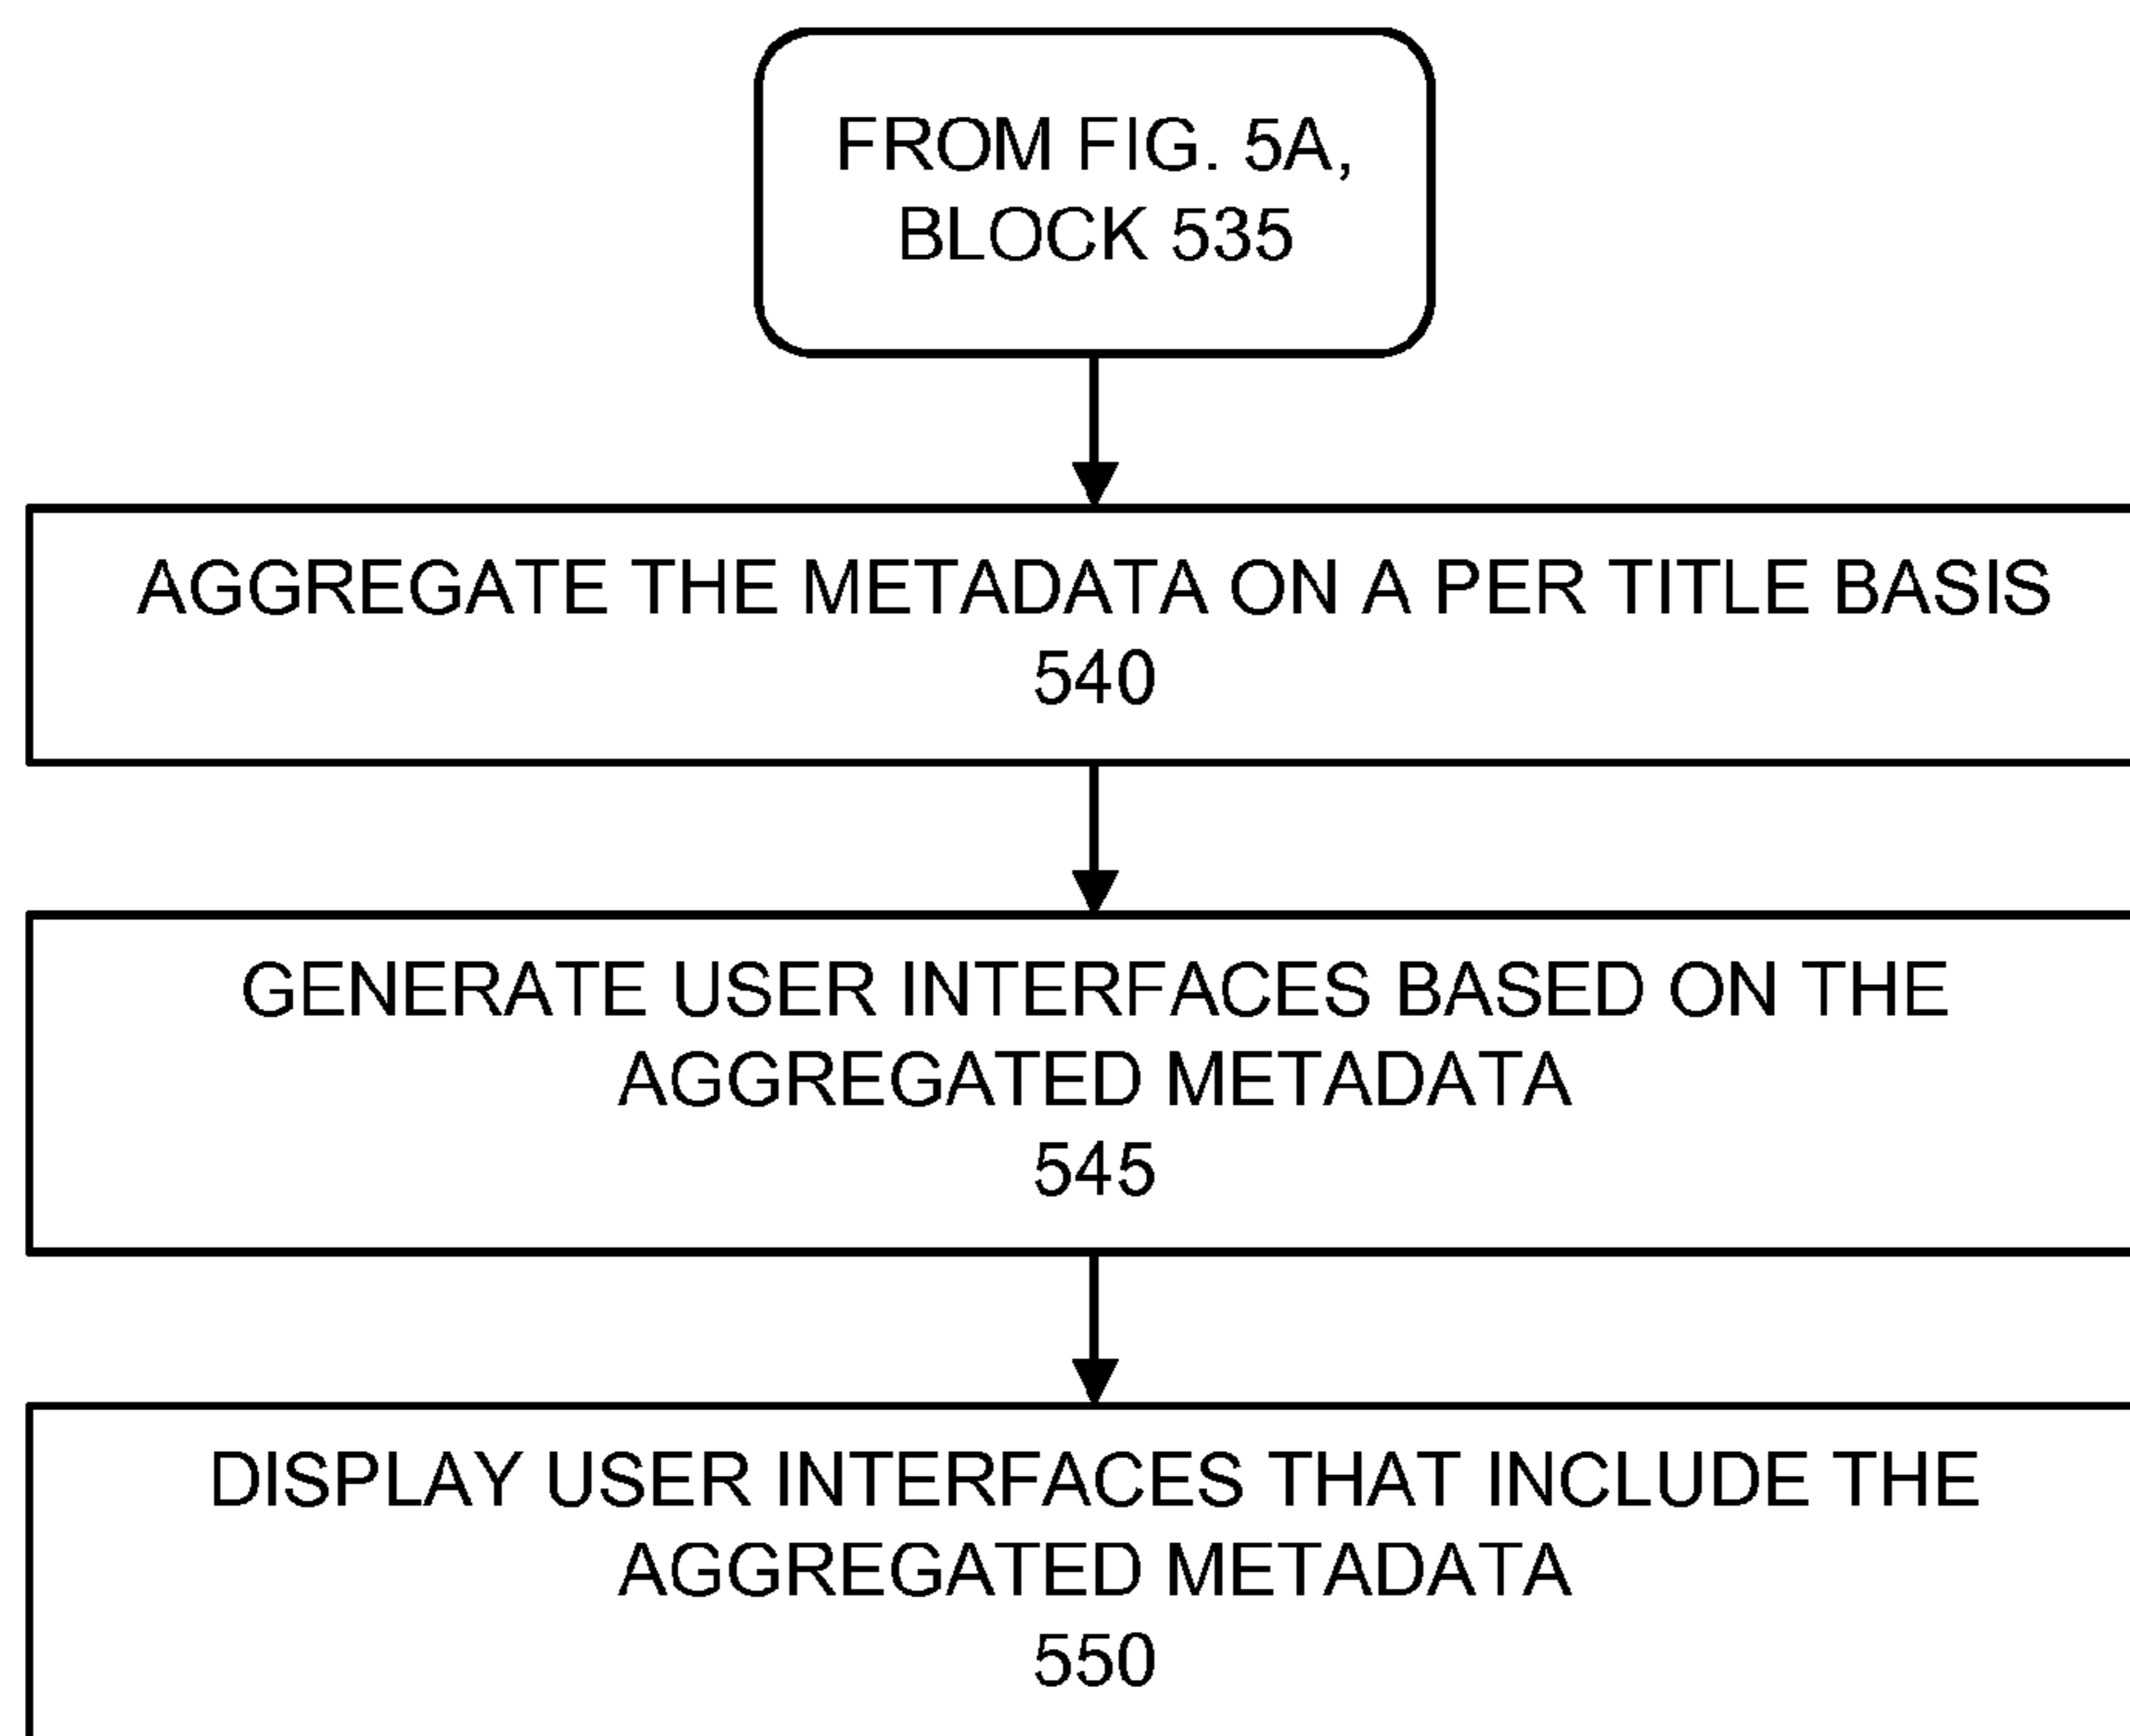 FROM FIG. 5A,
BLOCK 535
AGGREGATE THE METADATA ON A PER TITLE BASIS
540
GENERATE USER INTERFACES BASED ON THE
AGGREGATED METADATA
545
DISPLAY USER INTERFACES THAT INCLUDE THE
AGGREGATED METADATA
550